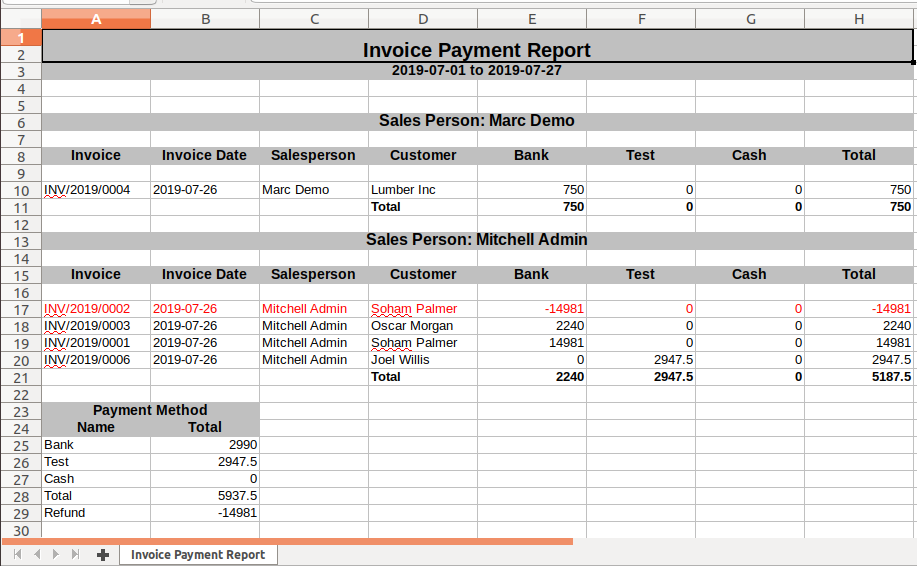 A B C D E F G H
1
2 Invoice Payment Report
3 2019-07-01 to 2019-07-27
4
5
6 Sales Person: Marc Demo
7
8 Invoice Invoice Date Salesperson Customer Bank Test Cash Total
9
10 INV/2019/0004 2019-07-26 Marc Demo Lumber Inc 750 0 0 750
11 Total 750 0 0 750
12
13 Sales Person: Mitchell Admin
14
15 Invoice Invoice Date Salesperson Customer Bank Test Cash Total
16
17 INV/2019/0002 2019-07-26 Mitchell Admin Soham Palmer -14981 0 0 -14981
18 INV/2019/0003 2019-07-26 Mitchell Admin Oscar Morgan 2240 0 0 2240
19 INV/2019/0001 2019-07-26 Mitchell Admin Soham Palmer 14981 0 0 14981
20 INV/2019/0006 2019-07-26 Mitchell Admin Joel Willis 0 2947.5 0 2947.5
21 Total 2240 2947.5 0 5187.5
22
23 Payment Method
24 Name Total
25 Bank 2990
26 Test 2947.5
27 Cash 0
28 Total 5937.5
29 Refund -14981
30
Invoice Payment Report